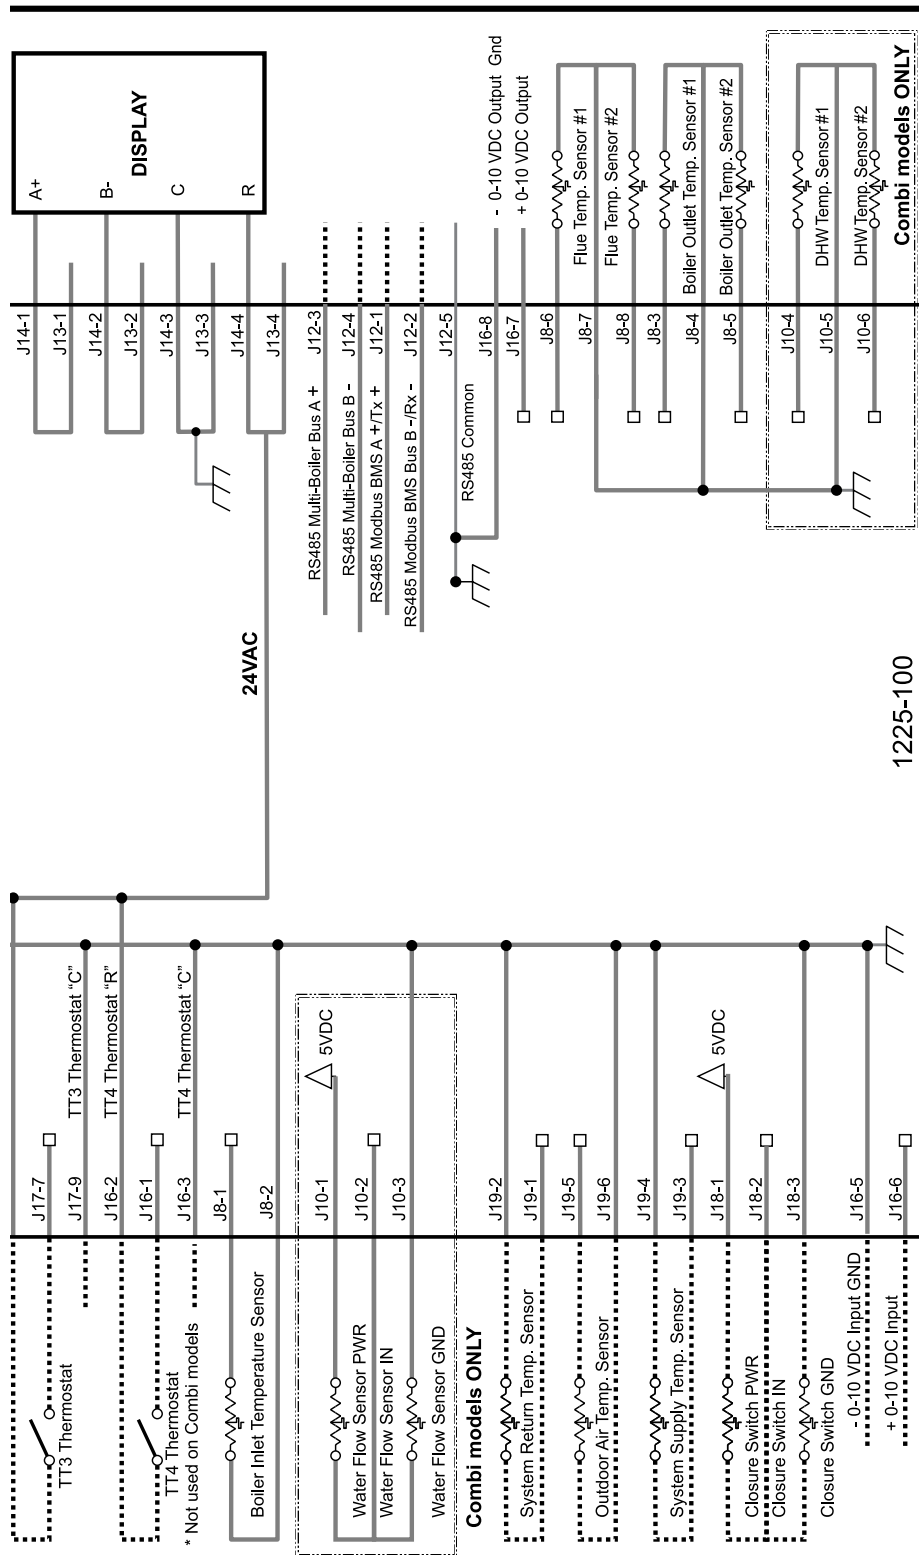 DISPLAY
A+
B-
C
R
J14-1
J13-1
J14-2
J13-2
J14-3
J13-3
J14-4
J13-4
J12-3
J12-4
J12-1
J12-2
J12-5
J16-8
J16-7
J8-6
J8-7
J8-8
J8-3
J8-4
J8-5
J10-4
J10-5
J10-6
- 0-10 VDC Output Gnd
+ 0-10 VDC Output
Flue Temp. Sensor #1
Flue Temp. Sensor #2
Boiler Outlet Temp. Sensor #1
Boiler Outlet Temp. Sensor #2
DHW Temp. Sensor #1
DHW Temp. Sensor #2
Combi models ONLY
RS485 Multi-Boiler Bus A +
RS485 Multi-Boiler Bus B -
RS485 Modbus BMS A +/Tx +
RS485 Modbus BMS Bus B -/Rx -
RS485 Common
24VAC
1225-100
TT3 Thermostat “C”
TT4 Thermostat “R”
TT4 Thermostat “C”
5VDC
5VDC
J17-7
J17-9
J16-2
J16-1
J16-3
J8-1
J8-2
J10-1
J10-2
J10-3
J19-2
J19-1
J19-5
J19-6
J19-4
J19-3
J18-1
J18-2
J18-3
J16-5
J16-6
TT3 Thermostat
TT4 Thermostat
* Not used on Combi models
Boiler Inlet Temperature Sensor
Water Flow Sensor PWR
Water Flow Sensor IN
Water Flow Sensor GND
Combi models ONLY
System Return Temp. Sensor
Outdoor Air Temp. Sensor
System Supply Temp. Sensor
Closure Switch PWR
Closure Switch IN
Closure Switch GND
- 0-10 VDC Input GND
+ 0-10 VDC Input